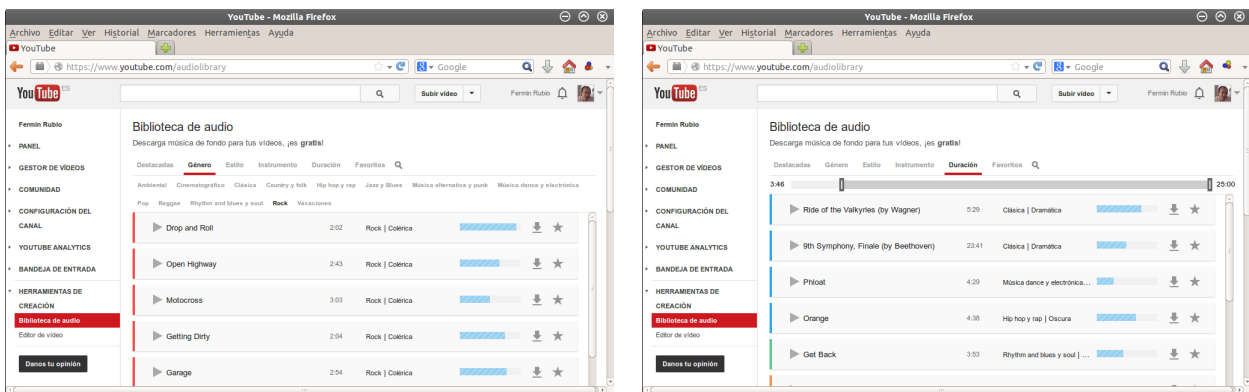 YouTube - Mozilla Firefox
Archivo Editar Ver Historial Marcadores Herramientas Ayuda
YouTube
https://www.youtube.com/audiolibrary
Google
YouTube ES
Subir vídeo
Fermín Rubio
Fermín Rubio
PANEL
GESTOR DE VÍDEOS
COMUNIDAD
CONFIGURACIÓN DEL
CANAL
YOUTUBE ANALYTICS
BANDEJA DE ENTRADA
HERRAMIENTAS DE
CREACIÓN
Biblioteca de audio
Editor de vídeo
Danos tu opinión
Biblioteca de audio
Descarga música de fondo para tus vídeos, ¡es gratis!
Destacadas Género Estilo Instrumento Duración Favoritos
Ambiental Cinematográfico Clásica Country y folk Hip hop y rap Jazz y Blues Música alternativa y punk Música dance y electrónica
Pop Reggae Rhythm and blues y soul Rock Vacaciones
Drop and Roll 2:02 Rock | Colérica
Open Highway 2:43 Rock | Colérica
Motocross 3:03 Rock | Colérica
Getting Dirty 2:04 Rock | Colérica
Garage 2:54 Rock | Colérica
YouTube - Mozilla Firefox
Archivo Editar Ver Historial Marcadores Herramientas Ayuda
YouTube
https://www.youtube.com/audiolibrary
Google
YouTube ES
Subir vídeo
Fermín Rubio
Fermín Rubio
PANEL
GESTOR DE VÍDEOS
COMUNIDAD
CONFIGURACIÓN DEL
CANAL
YOUTUBE ANALYTICS
BANDEJA DE ENTRADA
HERRAMIENTAS DE
CREACIÓN
Biblioteca de audio
Editor de vídeo
Danos tu opinión
Biblioteca de audio
Descarga música de fondo para tus vídeos, ¡es gratis!
Destacadas Género Estilo Instrumento Duración Favoritos
3:46 25:00
Ride of the Valkyries (by Wagner) 5:29 Clásica | Dramática
9th Symphony, Finale (by Beethoven) 23:41 Clásica | Dramática
Phloat 4:29 Música dance y electrónica...
Orange 4:38 Hip hop y rap | Oscura
Get Back 3:53 Rhythm and blues y soul | ...